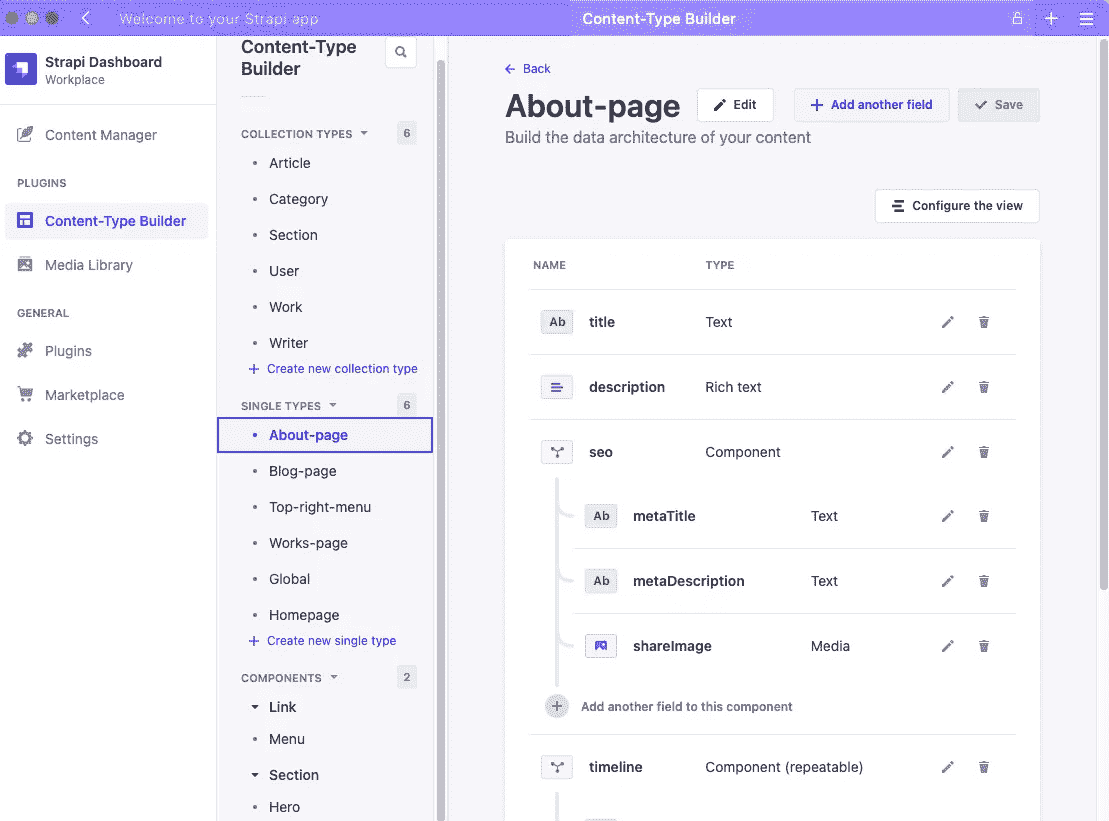 Welcome to your Strapi app
Content-Type Builder
Strapi Dashboard
Workplace
Content Manager
PLUGINS
Content-Type Builder
Media Library
GENERAL
Plugins
Marketplace
Settings
Content-Type
Builder
COLLECTION TYPES 6
Article
Category
Section
User
Work
Writer
Create new collection type
SINGLE TYPES 6
About-page
Blog-page
Top-right-menu
Works-page
Global
Homepage
Create new single type
COMPONENTS 2
Link
Menu
Section
Hero
Back
About-page
Edit
Add another field
Save
Build the data architecture of your content
Configure the view
NAME TYPE
Ab title Text
description Rich text
seo Component
Ab metaTitle Text
Ab metaDescription Text
shareImage Media
Add another field to this component
timeline Component (repeatable)